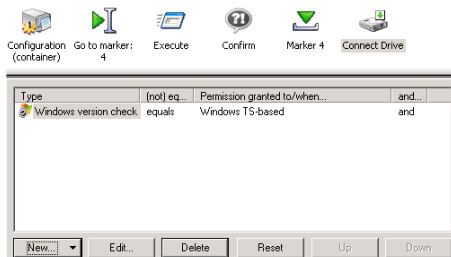 Configuration (container)
Go to marker: 4
Execute
Confirm
Marker 4
Connect Drive
Type (not) eq... Permission granted to/when... and...
Windows version check equals Windows TS-based and
New... Edit... Delete Reset Up Down